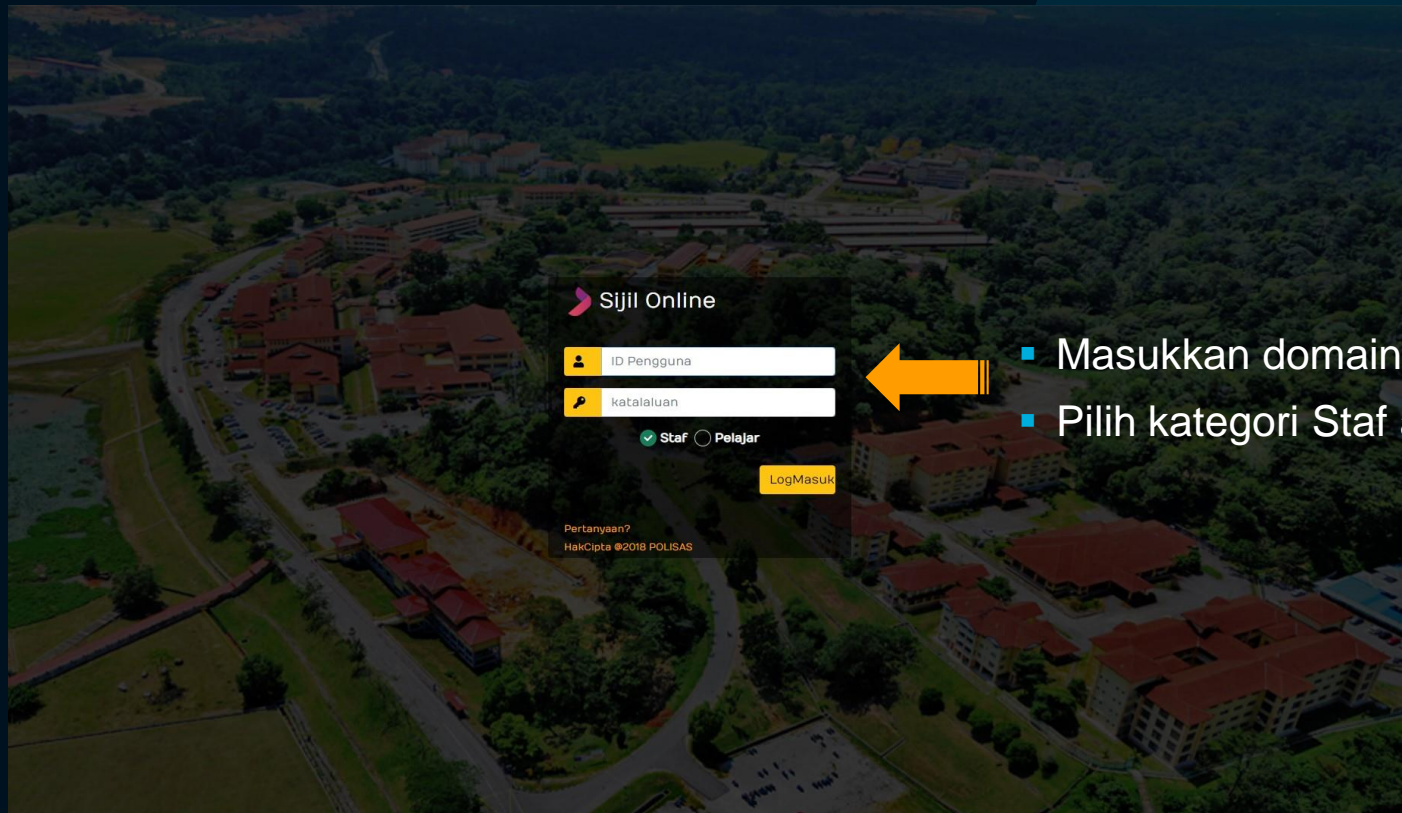 Sijil Online
ID Pengguna
katalaluan
Staf Pelajar
LogMasuk
Pertanyaan?
HakCipta @2018 POLISAS
Masukkan domain
Pilih kategori Staf